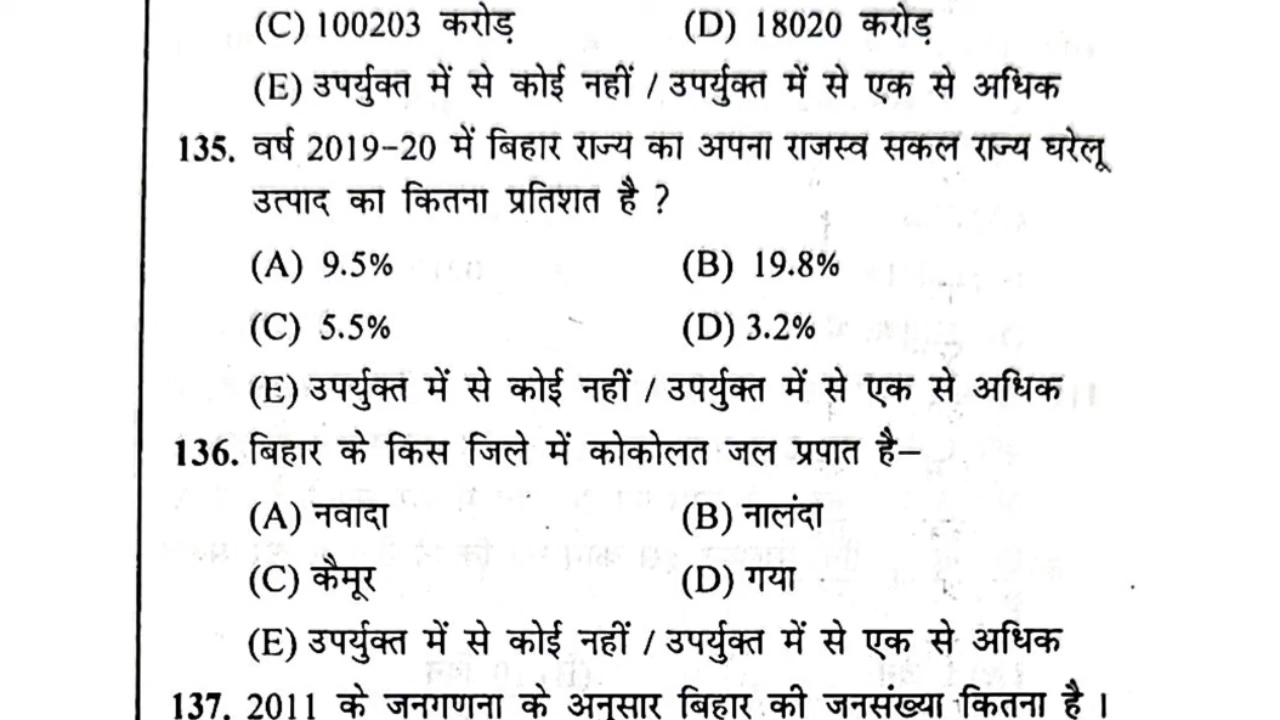 (C) 100203 करोड़ (D) 18020 करोड़
(E) उपर्युक्त में से कोई नहीं / उपर्युक्त में से एक से अधिक
135. वर्ष 2019-20 में बिहार राज्य का अपना राजस्व सकल राज्य घरेलू
उत्पाद का कितना प्रतिशत है ?
(A) 9.5% (B) 19.8%
(C) 5.5% (D) 3.2%
(E) उपर्युक्त में से कोई नहीं / उपर्युक्त में से एक से अधिक
136. बिहार के किस जिले में कोकोलत जल प्रपात है–
(A) नवादा (B) नालंदा
(C) कैमूर (D) गया
(E) उपर्युक्त में से कोई नहीं / उपर्युक्त में से एक से अधिक
137. 2011 के जनगणना के अनुसार बिहार की जनसंख्या कितना है ।